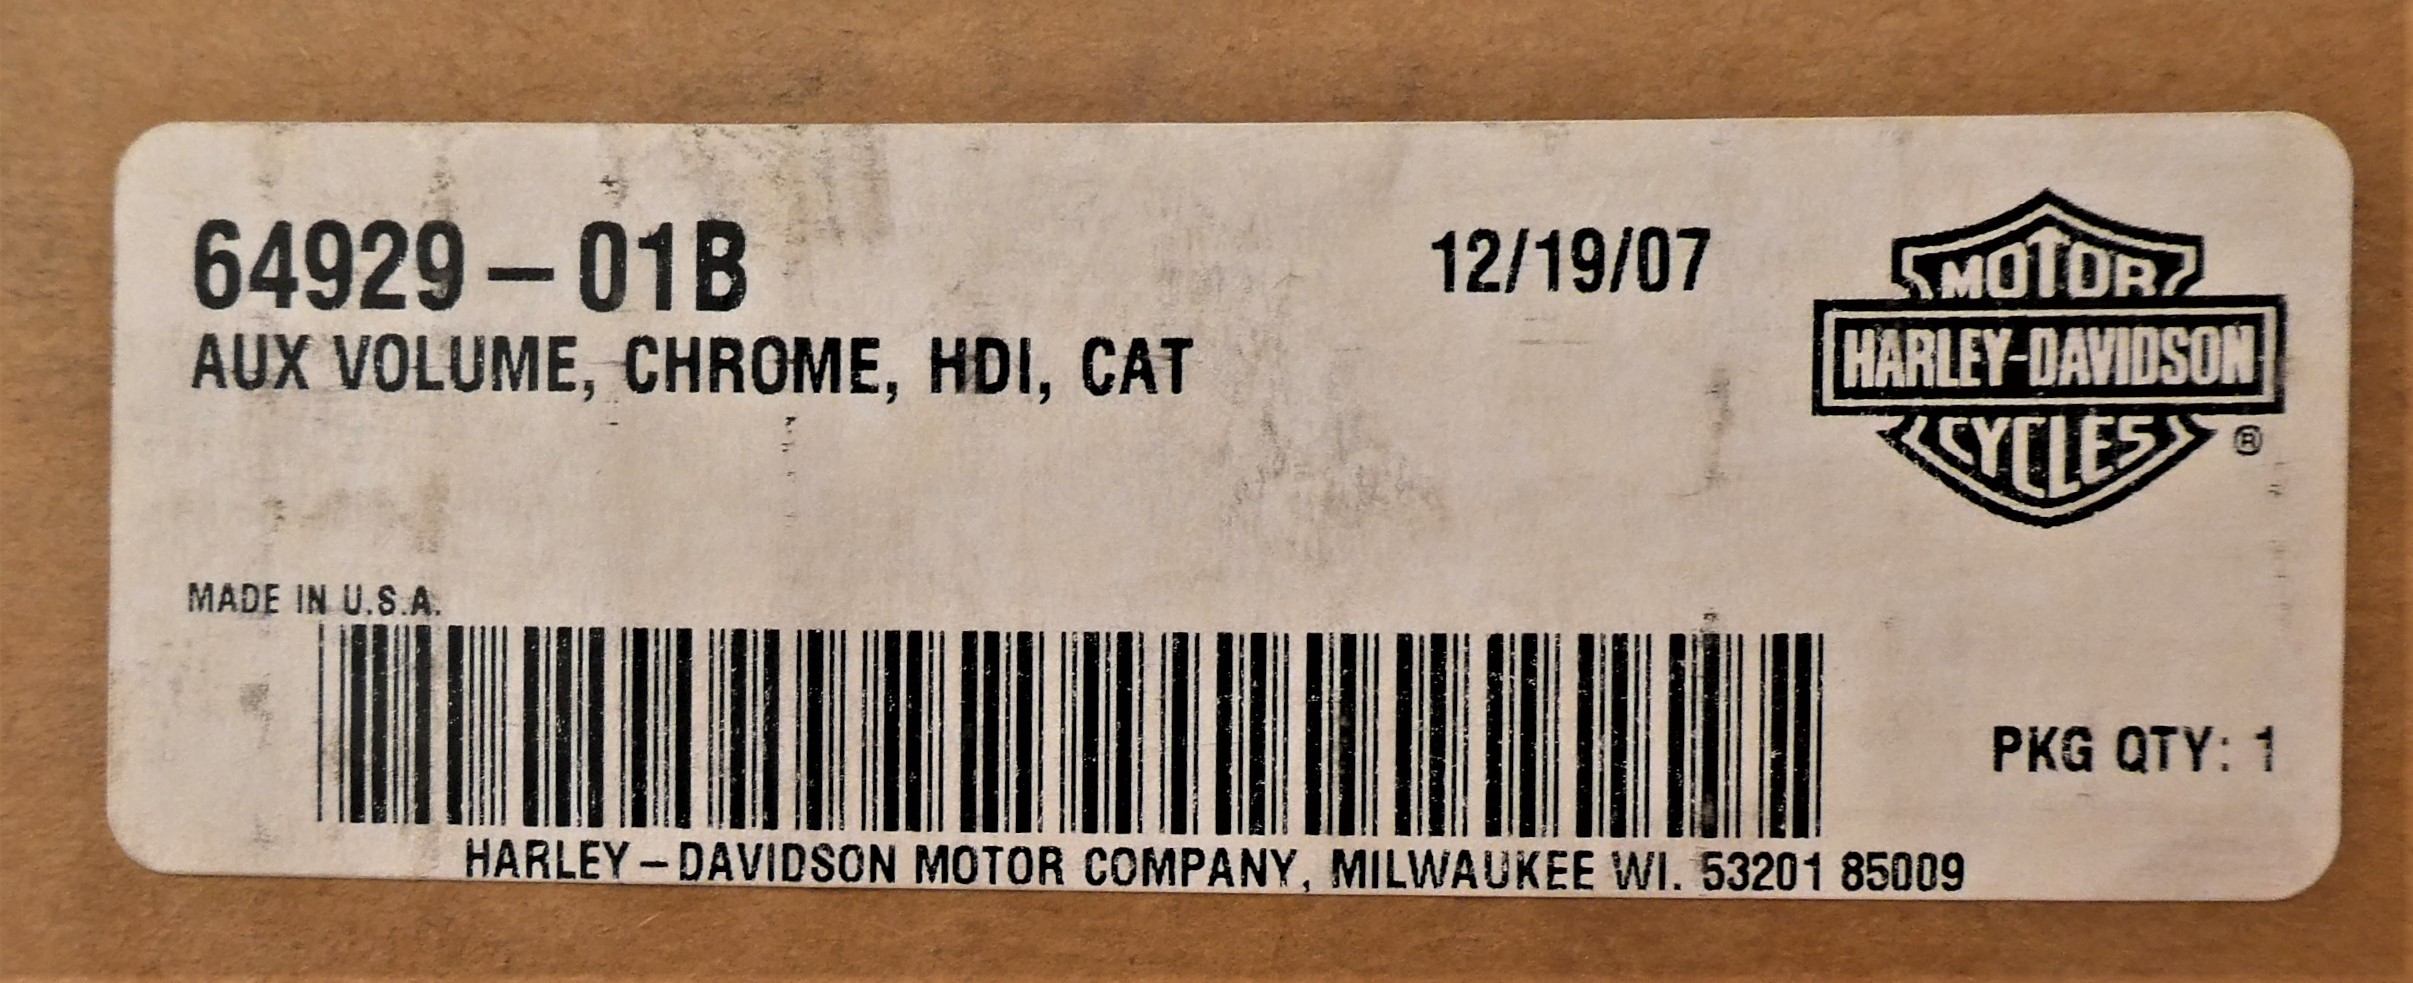 64929-01B
12/19/07
AUX VOLUME, CHROME, HDI, CAT
MOTOR
HARLEY-DAVIDSON
CYCLES
®
MADE IN U.S.A.
PKG QTY: 1
HARLEY-DAVIDSON MOTOR COMPANY, MILWAUKEE WI. 53201 85009